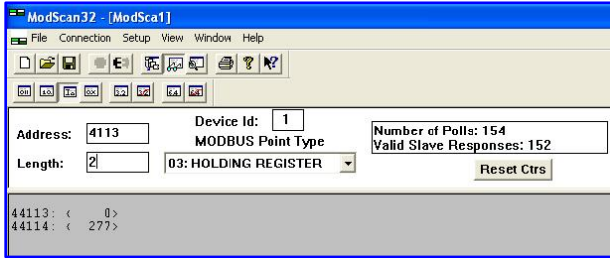 ModScan32 - [ModSca1]
File Connection Setup View Window Help
Device Id: 1
Address: 4113
MODBUS Point Type
Number of Polls: 154
Valid Slave Responses: 152
Length: 2
03: HOLDING REGISTER
Reset Ctrs
44113: < 0>
44114: < 277>